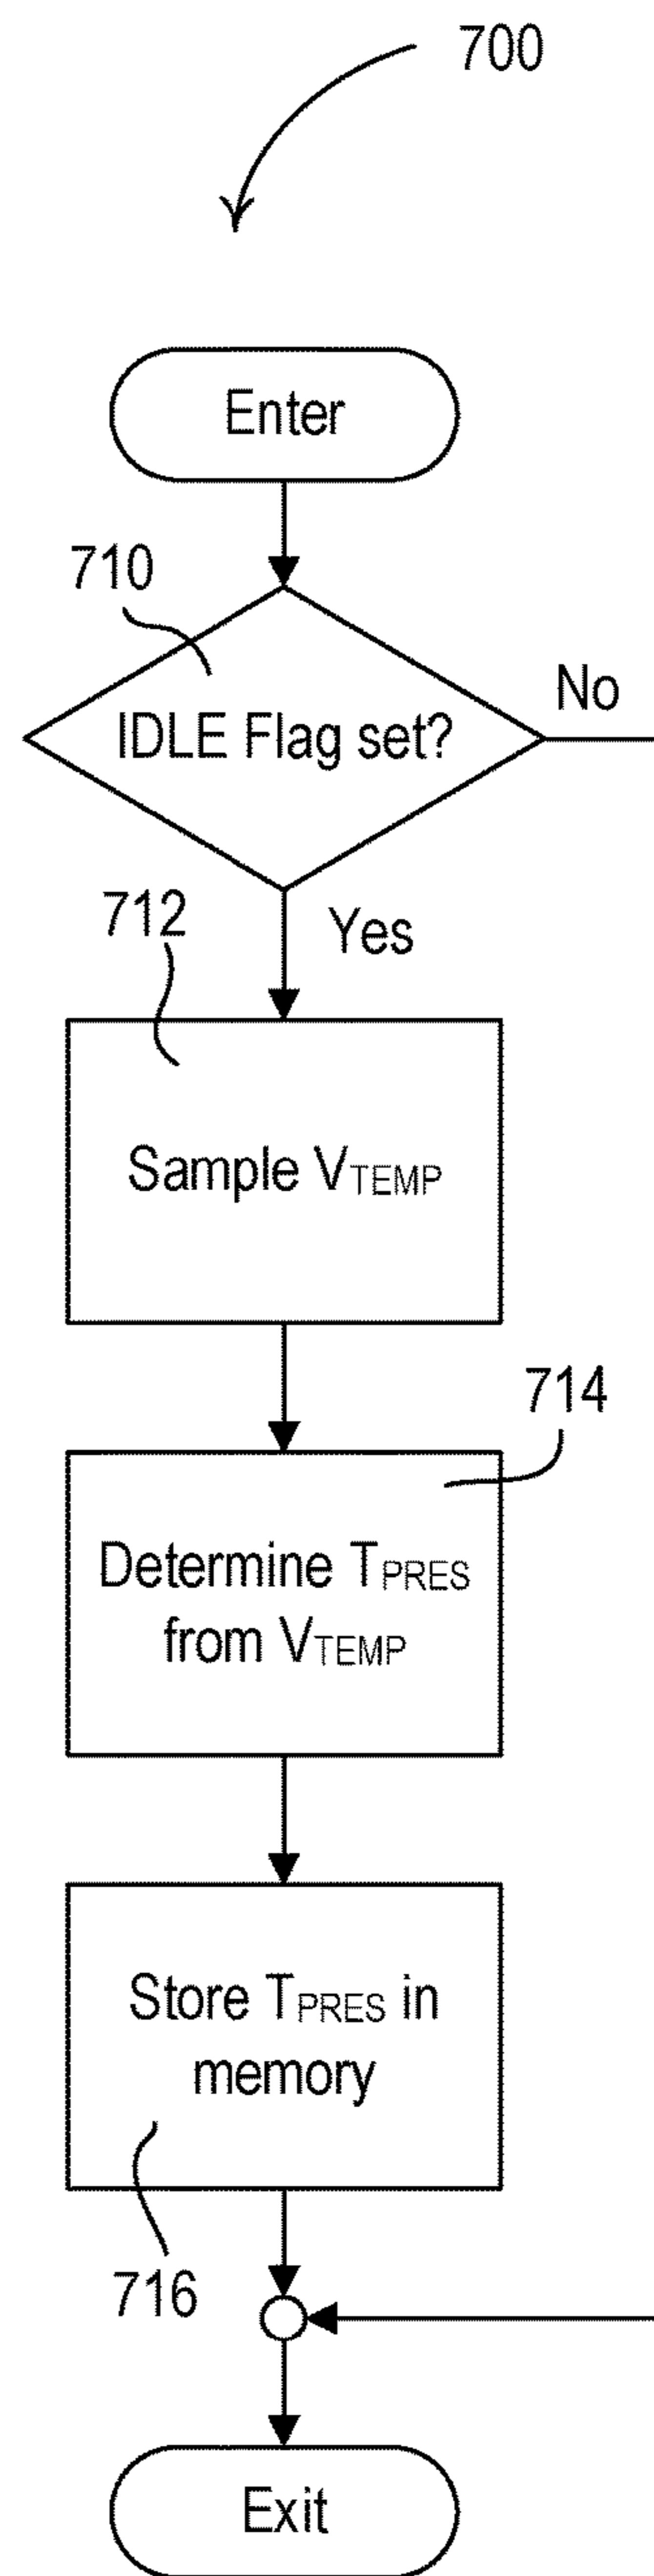 700
Enter
710
IDLE Flag set?
No
712
Yes
Sample VTEMP
714
Determine TPRES
from VTEMP
Store TPRES in
memory
716
Exit